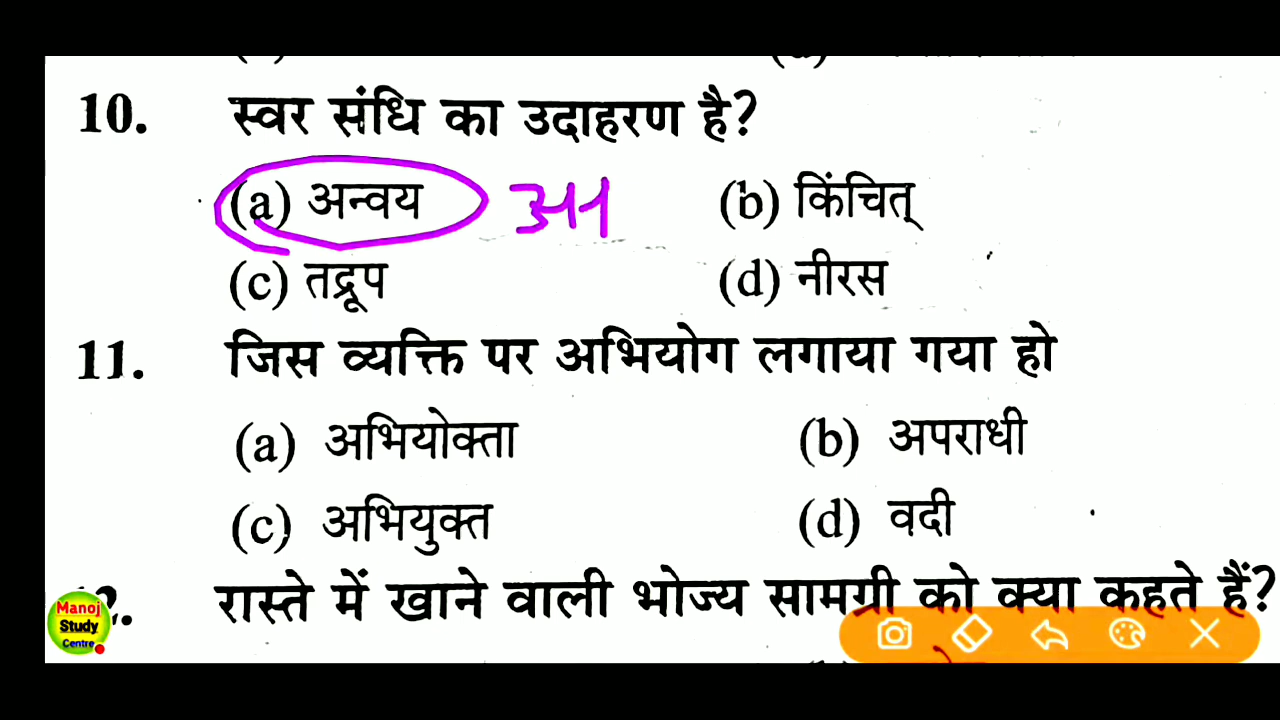 10. स्वर संधि का उदाहरण है?
(a) अन्वय (b) किंचित्
(c) तद्रूप (d) नीरस
11. जिस व्यक्ति पर अभियोग लगाया गया हो
(a) अभियोक्ता (b) अपराधी
(c) अभियुक्त (d) वदी
रास्ते में खाने वाली भोज्य सामग्री को क्या कहते हैं?
Manoj
Study
Centre